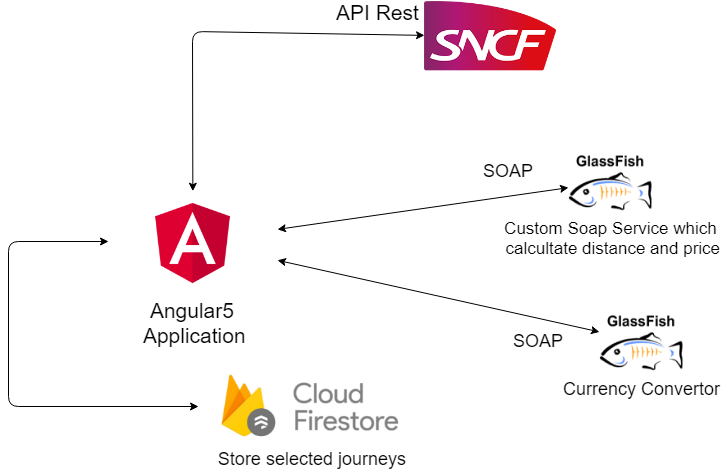 API Rest
SNCF
SOAP
GlassFish
Custom Soap Service which
calcultate distance and price
A
Angular5
Application
SOAP
GlassFish
Currency Convertor
Cloud
Firestore
Store selected journeys